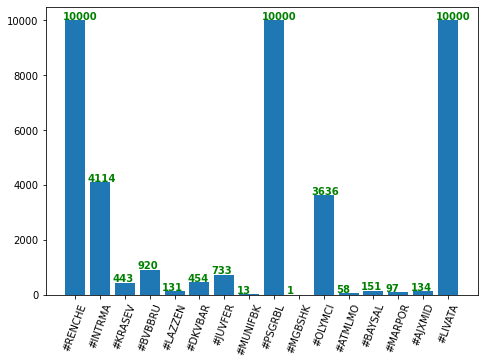 10000
8000
6000
4000
2000
0
10000
4114
443
920
131
454
733
13
10000
1
3636
58
151
97
134
10000
#RENCHE
#INTRMA
#KRASEV
#BVBBRU
#LAZZEN
#DKVBAR
#JUVFER
#MUNIFBK
#PSGRBL
#MGBSHK
#OLYMCI
#ATMLMO
#BAYSAL
#MARPOR
#AJXMID
#LIVATA